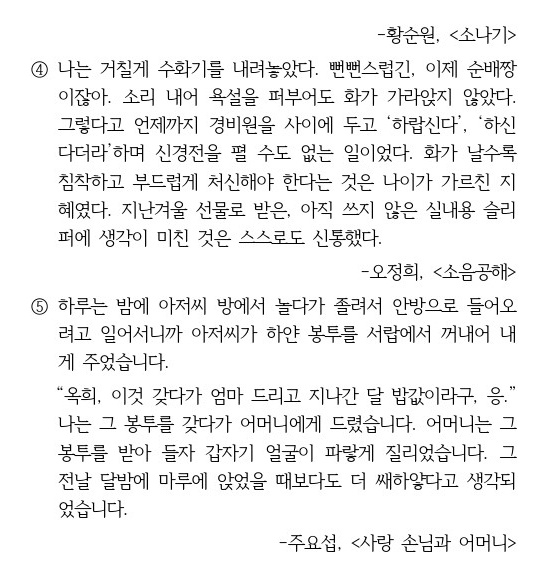 -황순원, <소나기>
④ 나는 거칠게 수화기를 내려놓았다. 뻔뻔스럽긴, 이제 순배짱
이잖아. 소리 내어 욕설을 퍼부어도 화가 가라앉지 않았다.
그렇다고 언제까지 경비원을 사이에 두고 ‘하랍신다’, ‘하신
다더라’하며 신경전을 펼 수도 없는 일이었다. 화가 날수록
침착하고 부드럽게 처신해야 한다는 것은 나이가 가르친 지
혜였다. 지난겨울 선물로 받은, 아직 쓰지 않은 실내용 슬리
퍼에 생각이 미친 것은 스스로도 신통했다.
-오정희, <소음공해>
⑤ 하루는 밤에 아저씨 방에서 놀다가 졸려서 안방으로 들어오
려고 일어서니까 아저씨가 하얀 봉투를 서랍에서 꺼내어 내
게 주었습니다.
“옥희, 이것 갖다가 엄마 드리고 지나간 달 밥값이라구, 응.”
나는 그 봉투를 갖다가 어머니에게 드렸습니다. 어머니는 그
봉투를 받아 들자 갑자기 얼굴이 파랗게 질리었습니다. 그
전날 달밤에 마루에 앉었을 때보다도 더 쌔하얗다고 생각되
었습니다.
-주요섭, <사랑 손님과 어머니>